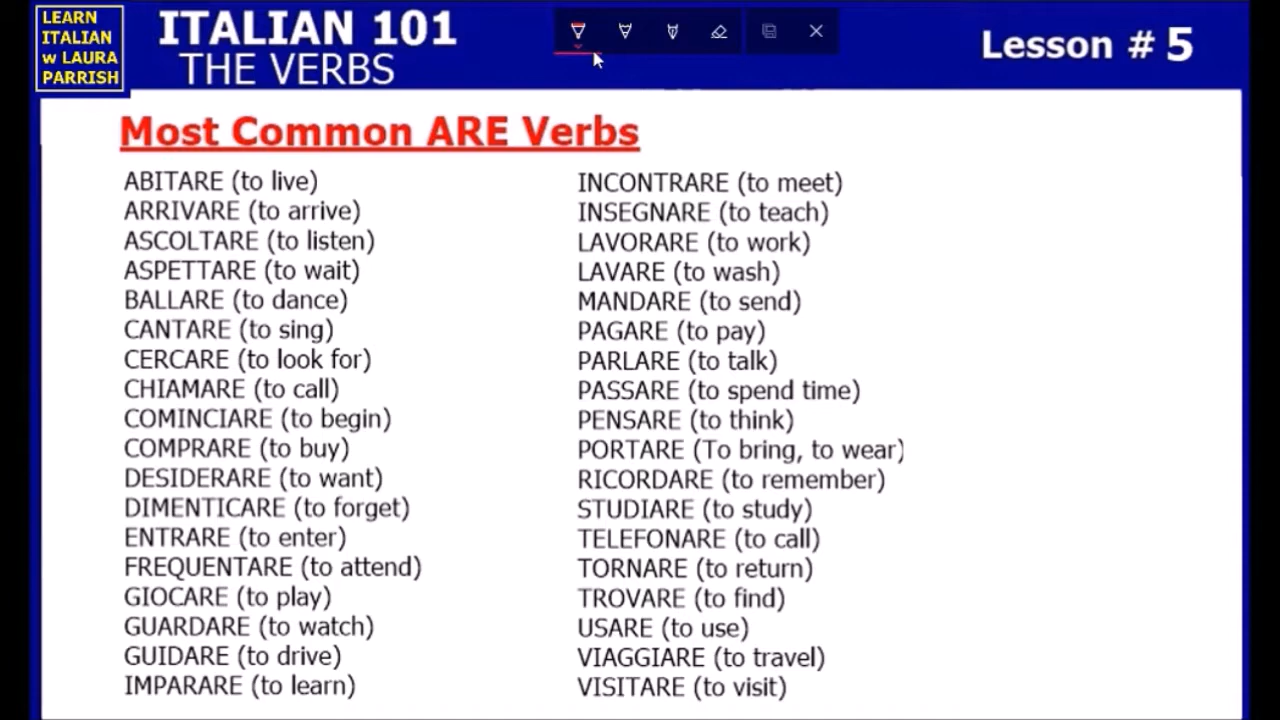 LEARN
ITALIAN
w LAURA
PARRISH
ITALIAN 101
THE VERBS
Lesson # 5
Most Common ARE Verbs
ABITARE (to live)
ARRIVARE (to arrive)
ASCOLTARE (to listen)
ASPETTARE (to wait)
BALLARE (to dance)
CANTARE (to sing)
CERCARE (to look for)
CHIAMARE (to call)
COMINCIARE (to begin)
COMPRARE (to buy)
DESIDERARE (to want)
DIMENTICARE (to forget)
ENTRARE (to enter)
FREQUENTARE (to attend)
GIOCARE (to play)
GUARDARE (to watch)
GUIDARE (to drive)
IMPARARE (to learn)
INCONTRARE (to meet)
INSEGNARE (to teach)
LAVORARE (to work)
LAVARE (to wash)
MANDARE (to send)
PAGARE (to pay)
PARLARE (to talk)
PASSARE (to spend time)
PENSARE (to think)
PORTARE (To bring, to wear)
RICORDARE (to remember)
STUDIARE (to study)
TELEFONARE (to call)
TORNARE (to return)
TROVARE (to find)
USARE (to use)
VIAGGIARE (to travel)
VISITARE (to visit)